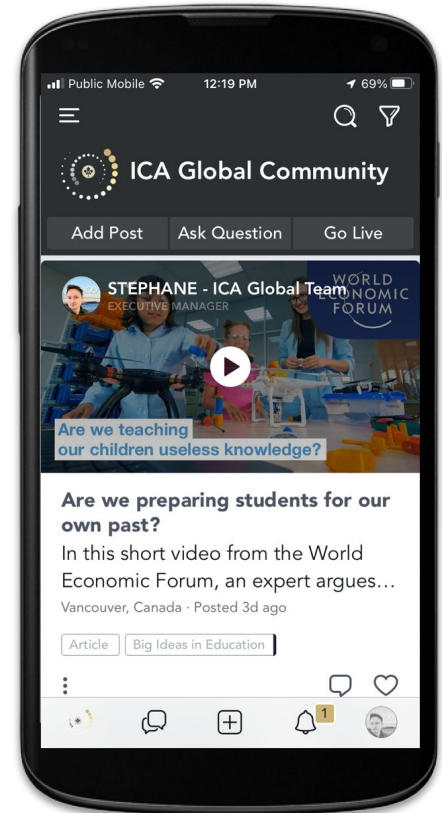 Public Mobile 12:19 PM 69%
ICA Global Community
Add Post Ask Question Go Live
STEPHANE - ICA Global Team
EXECUTIVE MANAGER
WORLD
ECONOMIC
FORUM
Are we teaching
our children useless knowledge?
Are we preparing students for our
own past?
In this short video from the World
Economic Forum, an expert argues...
Vancouver, Canada · Posted 3d ago
Article Big Ideas in Education
1